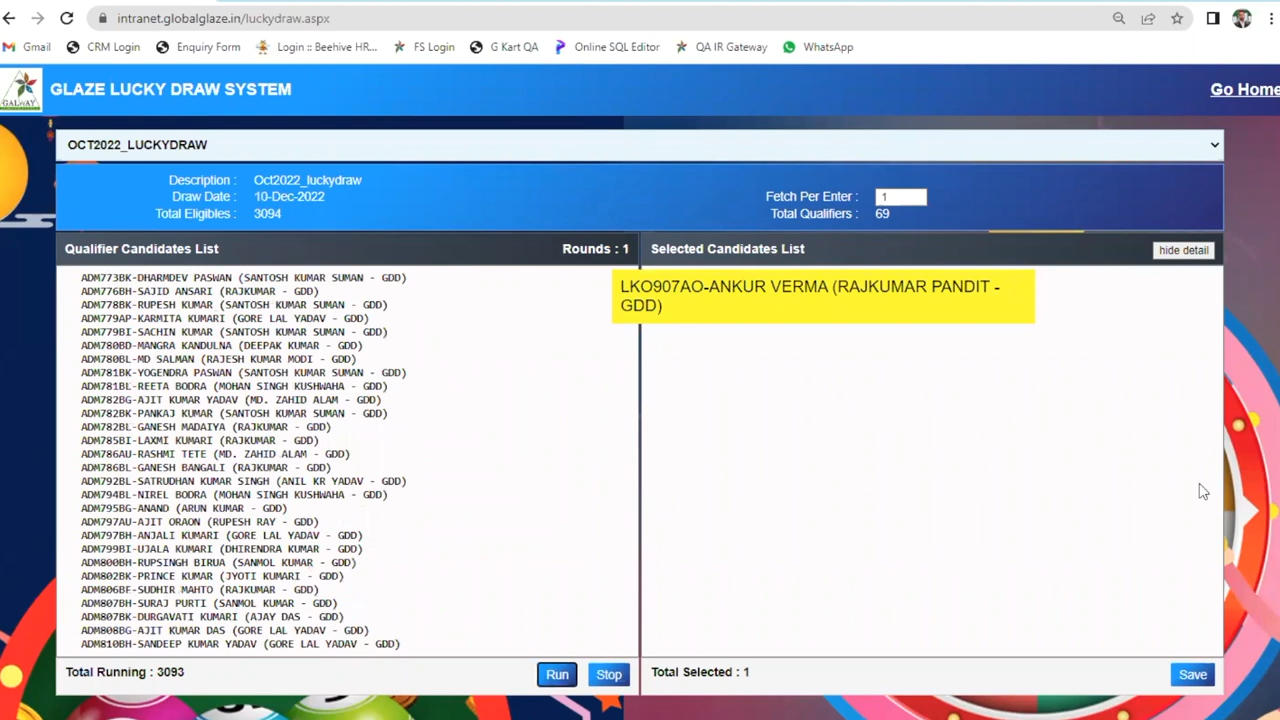 intranet.globalglaze.in/luckydraw.aspx
Gmail CRM Login Enquiry Form Login :: Beehive HR... FS Login G Kart QA Online SQL Editor QA IR Gateway WhatsApp
GALWAY
GLAZE LUCKY DRAW SYSTEM
Go Home
OCT2022_LUCKYDRAW
Description : Oct2022_luckydraw
Draw Date : 10-Dec-2022
Total Eligibles : 3094
Fetch Per Enter : 1
Total Qualifiers : 69
Qualifier Candidates List Rounds : 1
ADM773BK-DHARMDEV PASWAN (SANTOSH KUMAR SUMAN - GDD)
ADM776BH-SAJID ANSARI (RAJKUMAR - GDD)
ADM778BK-RUPESH KUMAR (SANTOSH KUMAR SUMAN - GDD)
ADM779AP-KARMITA KUMARI (GORE LAL YADAV - GDD)
ADM779BI-SACHIN KUMAR (SANTOSH KUMAR SUMAN - GDD)
ADM780BD-MANGRA KANDULNA (DEEPAK KUMAR - GDD)
ADM780BL-MD SALMAN (RAJESH KUMAR MODI - GDD)
ADM781BK-YOGENDRA PASWAN (SANTOSH KUMAR SUMAN - GDD)
ADM781BL-REETA BODRA (MOHAN SINGH KUSHWAHA - GDD)
ADM782BG-AJIT KUMAR YADAV (MD. ZAHID ALAM - GDD)
ADM782BK-PANKAJ KUMAR (SANTOSH KUMAR SUMAN - GDD)
ADM782BL-GANESH MADAIYA (RAJKUMAR - GDD)
ADM785BI-LAXMI KUMARI (RAJKUMAR - GDD)
ADM786AU-RASHMI TETE (MD. ZAHID ALAM - GDD)
ADM786BL-GANESH BANGALI (RAJKUMAR - GDD)
ADM792BL-SATRUDHAN KUMAR SINGH (ANIL KR YADAV - GDD)
ADM794BL-NIREL BODRA (MOHAN SINGH KUSHWAHA - GDD)
ADM795BG-ANAND (ARUN KUMAR - GDD)
ADM797AU-AJIT ORAON (RUPESH RAY - GDD)
ADM797BH-ANJALI KUMARI (GORE LAL YADAV - GDD)
ADM799BI-UJALA KUMARI (DHIRENDRA KUMAR - GDD)
ADM800BH-RUPSINGH BIRUA (SANMOL KUMAR - GDD)
ADM802BK-PRINCE KUMAR (JYOTI KUMARI - GDD)
ADM806BF-SUDHIR MAHTO (RAJKUMAR - GDD)
ADM807BH-SURAJ PURTI (SANMOL KUMAR - GDD)
ADM807BK-DURGAVATI KUMARI (AJAY DAS - GDD)
ADM808BG-AJIT KUMAR DAS (GORE LAL YADAV - GDD)
ADM810BH-SANDEEP KUMAR YADAV (GORE LAL YADAV - GDD)
Total Running : 3093 Run Stop
Selected Candidates List hide detail
LKO907AO-ANKUR VERMA (RAJKUMAR PANDIT -
GDD)
Total Selected : 1 Save